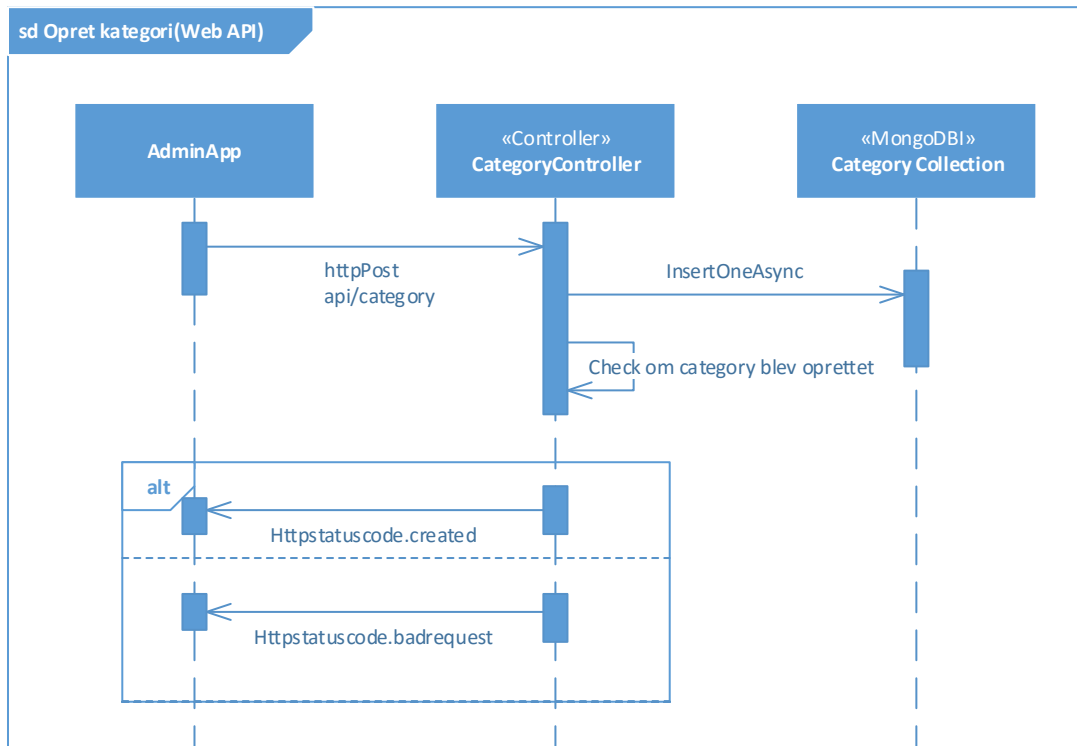 sd Opret kategori(Web API)
AdminApp
«Controller»
CategoryController
«MongoDBI»
Category Collection
httpPost
api/category
InsertOneAsync
Check om category blev oprettet
alt
Httpstatuscode.created
Httpstatuscode.badrequest